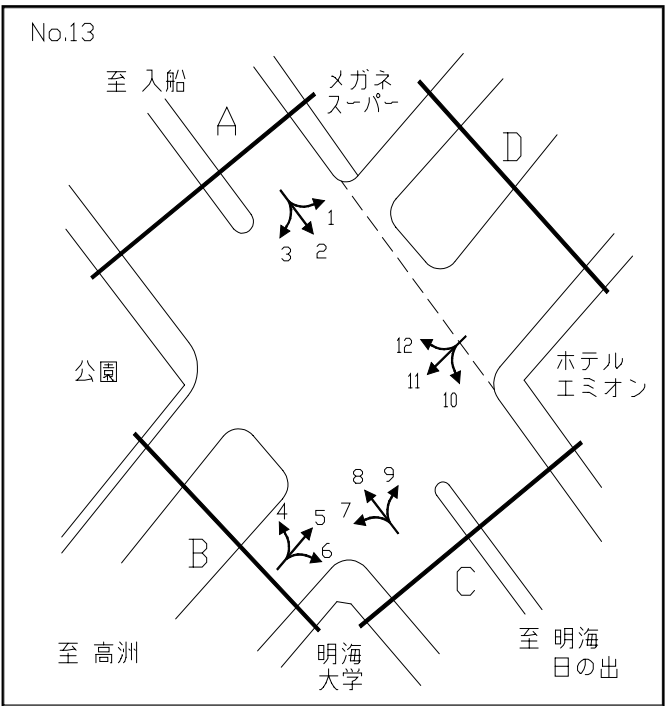 No.13
至 入船
メガネ
スーパー
A
D
1
2
3
公園
12
11
10
ホテル
エミオン
8
9
7
4
5
6
B
C
至 高洲
明海
大学
至 明海
日の出